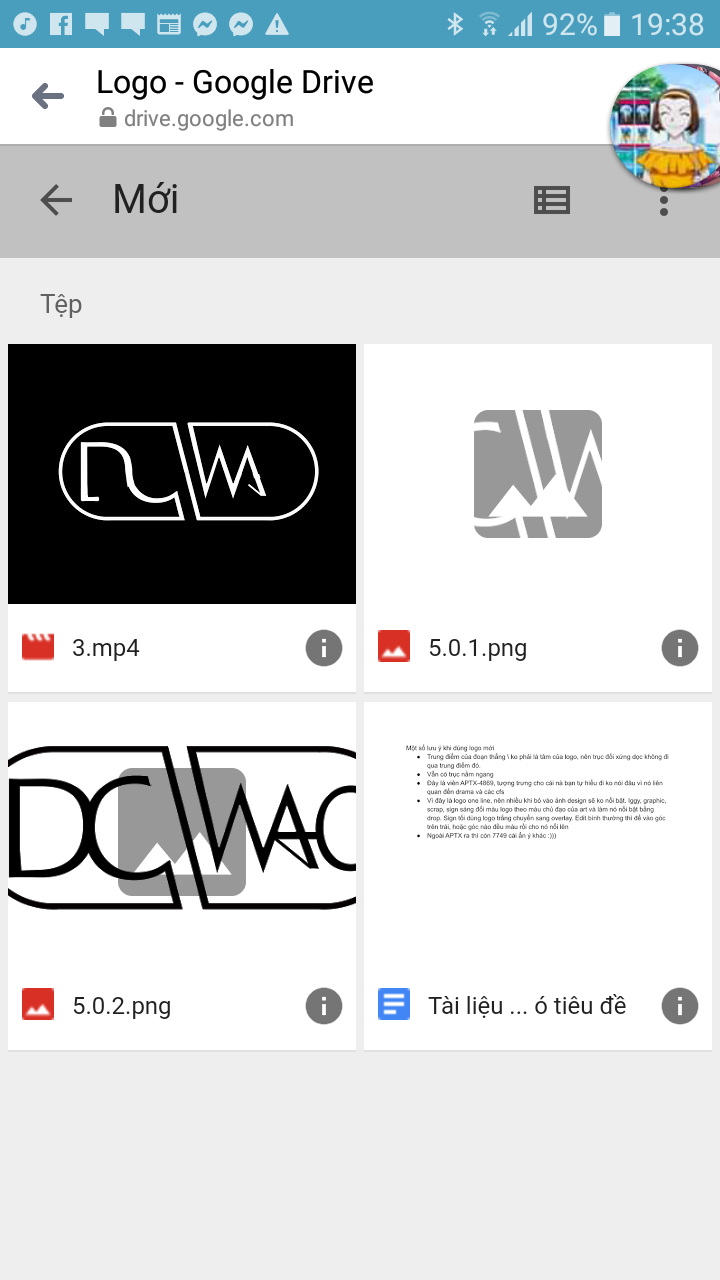 92% 19:38
Logo - Google Drive
drive.google.com
Mới
Tệp
3.mp4
5.0.1.png
DC WAC
Một số lưu ý khi dùng logo mới
Trung điểm của đoạn thẳng \ ko phải là tâm của logo, nên trục đối xứng dọc không đi
qua trung điểm đó.
Vẫn có trục nằm ngang
Đây là viên APTX-4869, tượng trưng cho cái nà bạn tự hiểu đi ko nói đâu vì nó liên
quan đến drama và các cfs
Vì đây là logo one line, nên nhiều khi bỏ vào ảnh design sẽ ko nổi bật. Iggy, graphic,
scrap, sign sáng đổi màu logo theo màu chủ đạo của art và làm nó nổi bật bằng
drop. Sign tối dùng logo trắng chuyển sang overlay. Edit bình thường thì để vào góc
trên trái, hoặc góc nào đều màu rồi cho nó nổi lên
Ngoài APTX ra thì còn 7749 cái ẩn ý khác :)))
5.0.2.png
Tài liệu ... ó tiêu đề